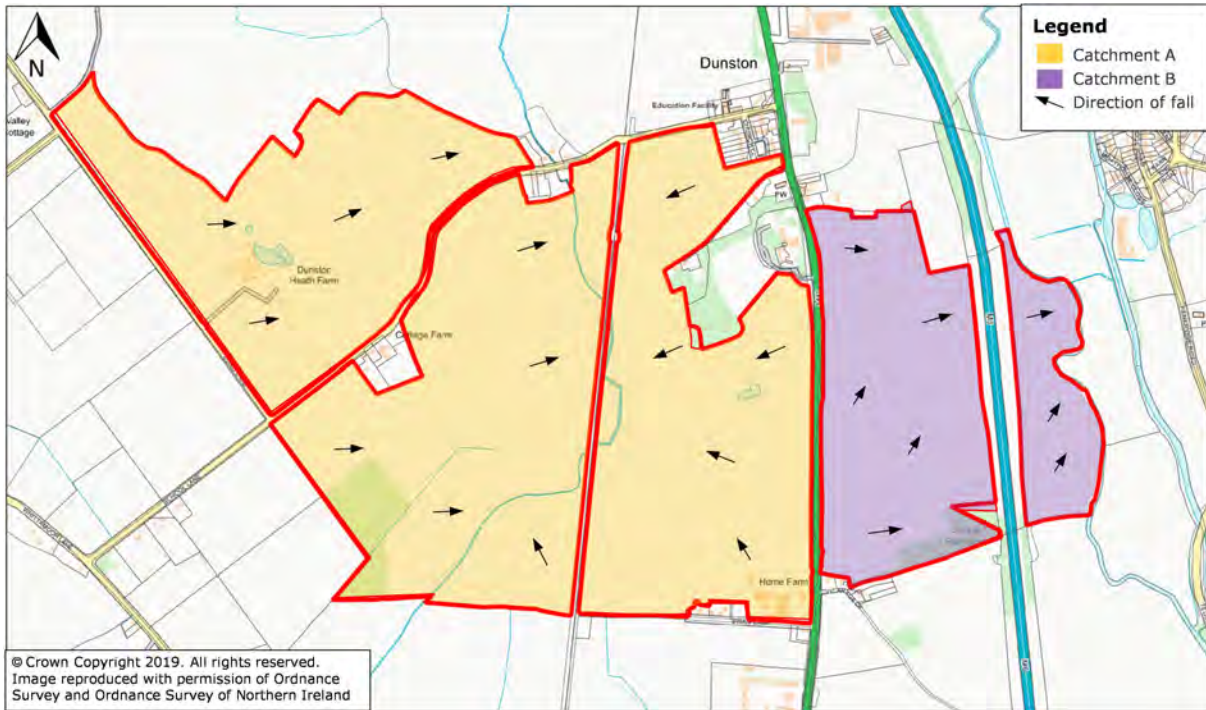 N
Legend
Catchment A
Catchment B
Direction of fall
Dunston
Education Facility
Valley
Cottage
PW
Dunston
Heath Farm
Cottage Farm
Home Farm
© Crown Copyright 2019. All rights reserved.
Image reproduced with permission of Ordnance
Survey and Ordnance Survey of Northern Ireland